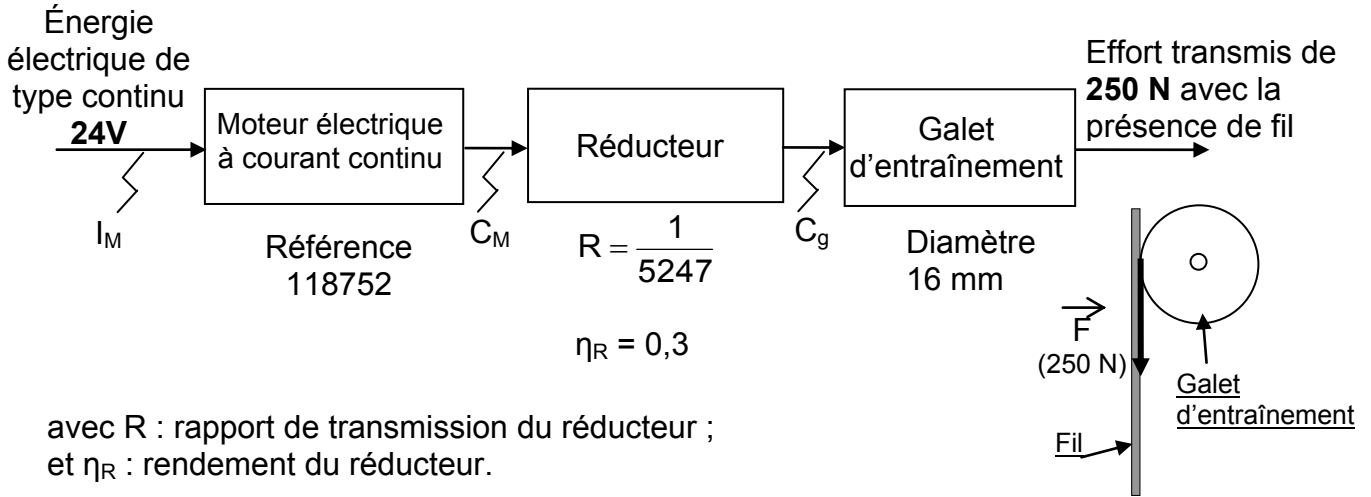 Énergie
électrique de
type continu
24V
I_M
Moteur électrique
à courant continu
Référence
118752
C_M
Réducteur
R = 1/5247
η_R = 0,3
C_g
Galet
d'entraînement
Diamètre
16 mm
Effort transmis de
250 N avec la
présence de fil
F
(250 N)
Galet
d'entraînement
Fil
avec R : rapport de transmission du réducteur ;
et η_R : rendement du réducteur.